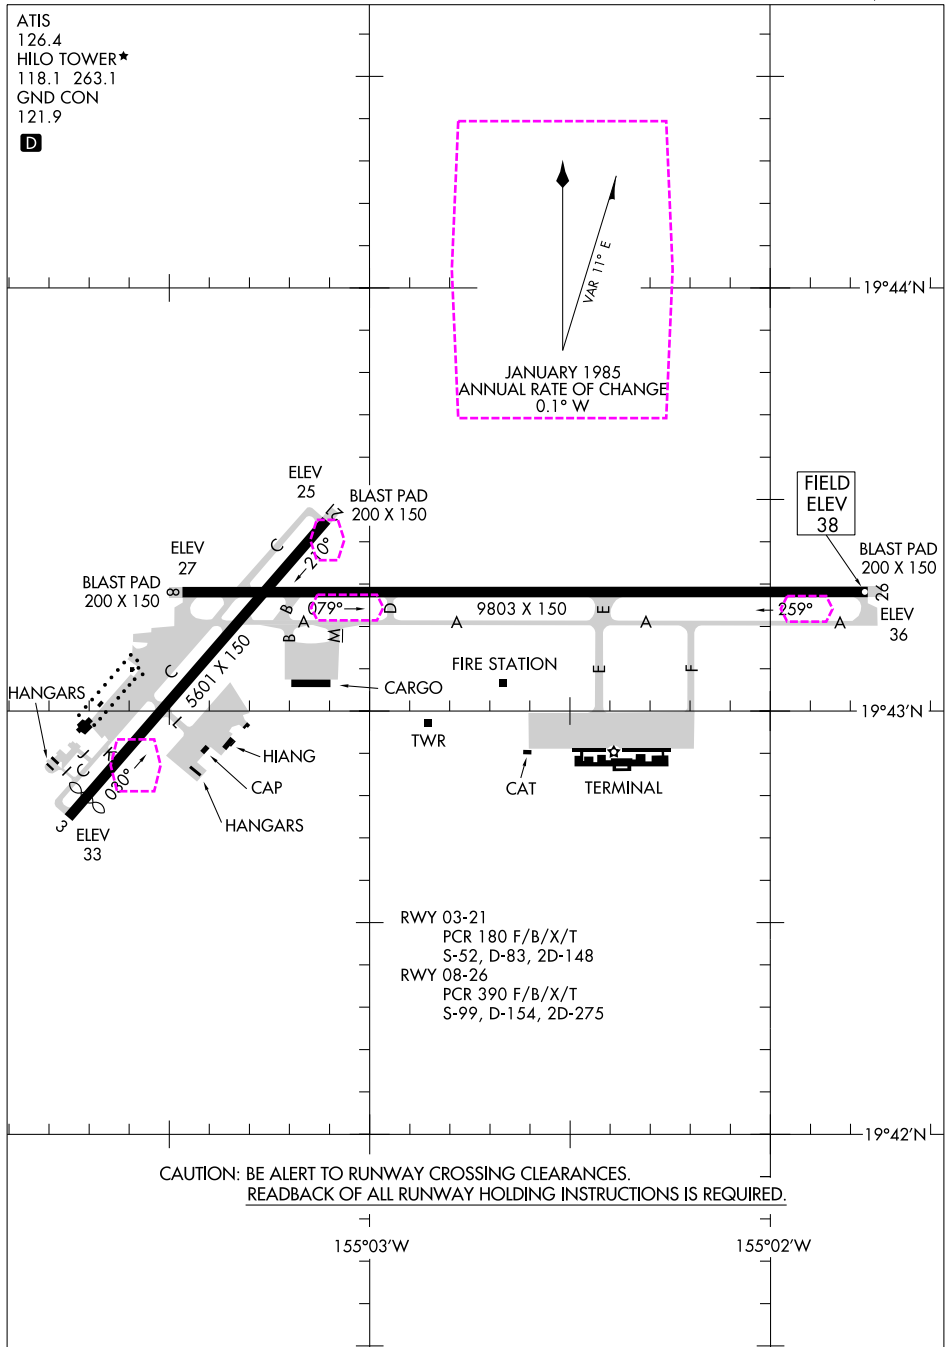 ATIS
126.4
HILO TOWER★
118.1 263.1
GND CON
121.9
D
VAR 11° E
19°44'N
JANUARY 1985
ANNUAL RATE OF CHANGE
0.1° W
ELEV
25
21
BLAST PAD
200 X 150
FIELD
ELEV
38
ELEV
27
C
210°
BLAST PAD
200 X 150
BLAST PAD
200 X 150
8
26
B
079°
D
9803 X 150
E
259°
ELEV
36
A
A
A
A
B
M
C
5601 X 150
FIRE STATION
E
F
HANGARS
CARGO
L
19°43'N
TWR
HIANG
J
K
I
C
030°
CAP
CAT
TERMINAL
HANGARS
3
ELEV
33
RWY 03-21
PCR 180 F/B/X/T
S-52, D-83, 2D-148
RWY 08-26
PCR 390 F/B/X/T
S-99, D-154, 2D-275
19°42'N
CAUTION: BE ALERT TO RUNWAY CROSSING CLEARANCES.
READBACK OF ALL RUNWAY HOLDING INSTRUCTIONS IS REQUIRED.
155°03'W
155°02'W